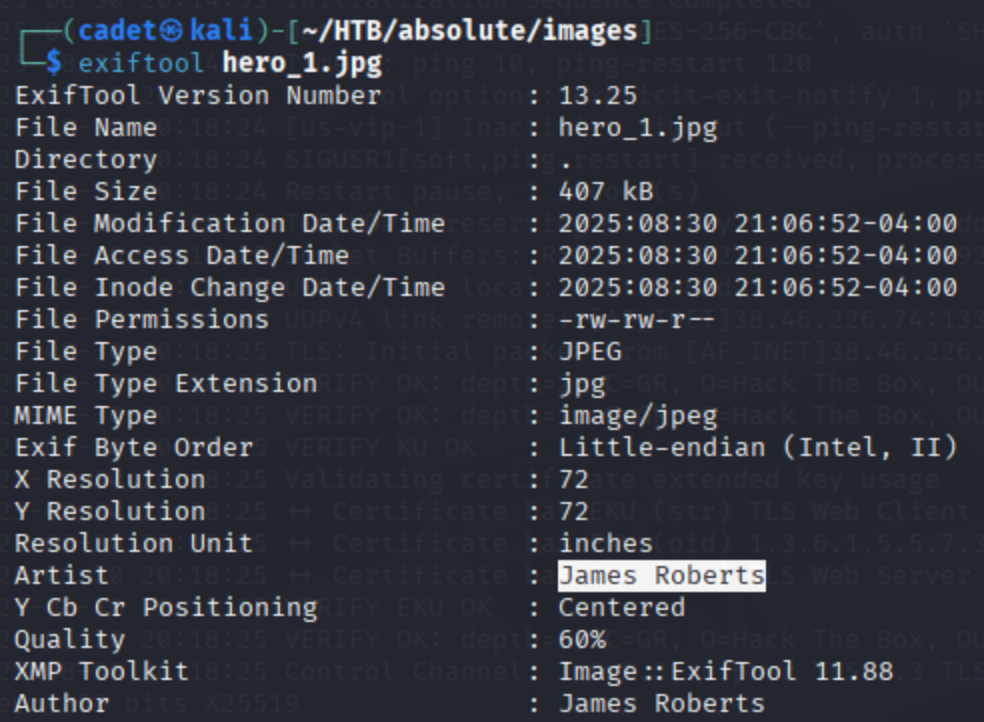 ┌──(cadet㉿kali)-[~/HTB/absolute/images]
└─$ exiftool hero_1.jpg
ExifTool Version Number : 13.25
File Name : hero_1.jpg
Directory : .
File Size : 407 kB
File Modification Date/Time : 2025:08:30 21:06:52-04:00
File Access Date/Time : 2025:08:30 21:06:52-04:00
File Inode Change Date/Time : 2025:08:30 21:06:52-04:00
File Permissions : -rw-rw-r--
File Type : JPEG
File Type Extension : jpg
MIME Type : image/jpeg
Exif Byte Order : Little-endian (Intel, II)
X Resolution : 72
Y Resolution : 72
Resolution Unit : inches
Artist : James Roberts
Y Cb Cr Positioning : Centered
Quality : 60%
XMP Toolkit : Image::ExifTool 11.88
Author : James Roberts